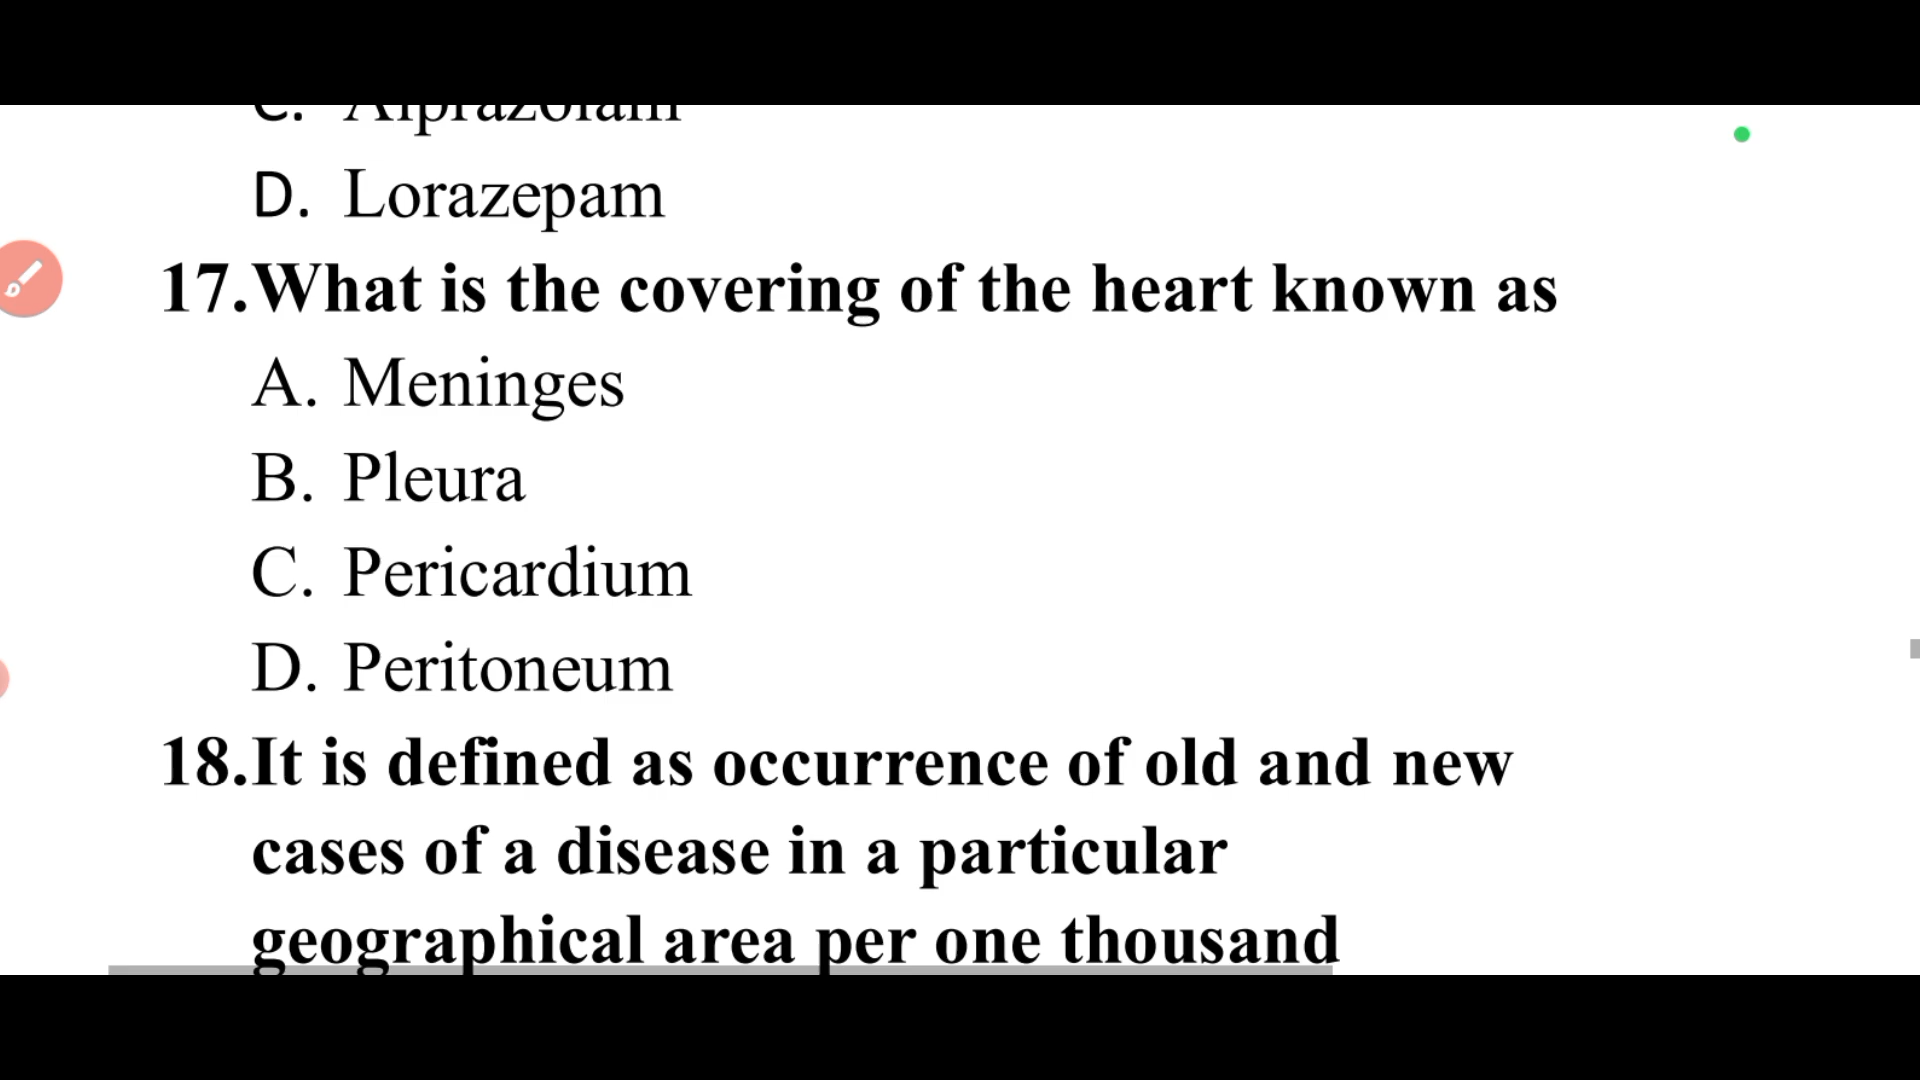 C. Alprazolam
D. Lorazepam
17.What is the covering of the heart known as
A. Meninges
B. Pleura
C. Pericardium
D. Peritoneum
18.It is defined as occurrence of old and new
cases of a disease in a particular
geographical area per one thousand